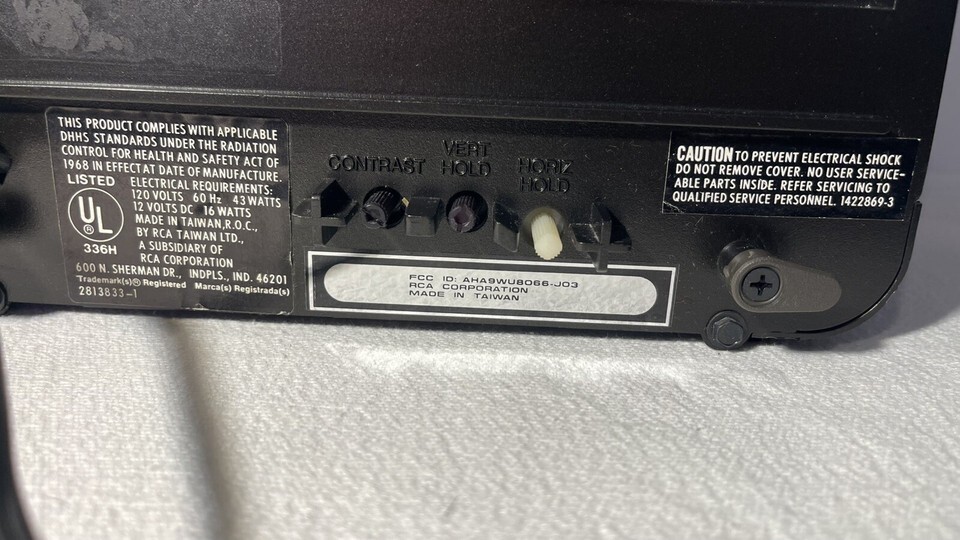 THIS PRODUCT COMPLIES WITH APPLICABLE
DHHS STANDARDS UNDER THE RADIATION
CONTROL FOR HEALTH AND SAFETY ACT OF
1968 IN EFFECT AT DATE OF MANUFACTURE.
LISTED
UL
®
336H
ELECTRICAL REQUIREMENTS:
120 VOLTS 60 Hz 43 WATTS
12 VOLTS DC 16 WATTS
MADE IN TAIWAN,R.O.C.,
BY RCA TAIWAN LTD.,
A SUBSIDIARY OF
RCA CORPORATION
600 N. SHERMAN DR., INDPLS, IND. 46201
Trademark(s)® Registered Marca(s) Registrada(s)
2813833-1
CONTRAST
VERT
HOLD
HORIZ
HOLD
FCC ID: AHA9WU8066-J03
RCA CORPORATION
MADE IN TAIWAN
CAUTION TO PREVENT ELECTRICAL SHOCK
DO NOT REMOVE COVER. NO USER SERVICE-
ABLE PARTS INSIDE. REFER SERVICING TO
QUALIFIED SERVICE PERSONNEL. 1422869-3